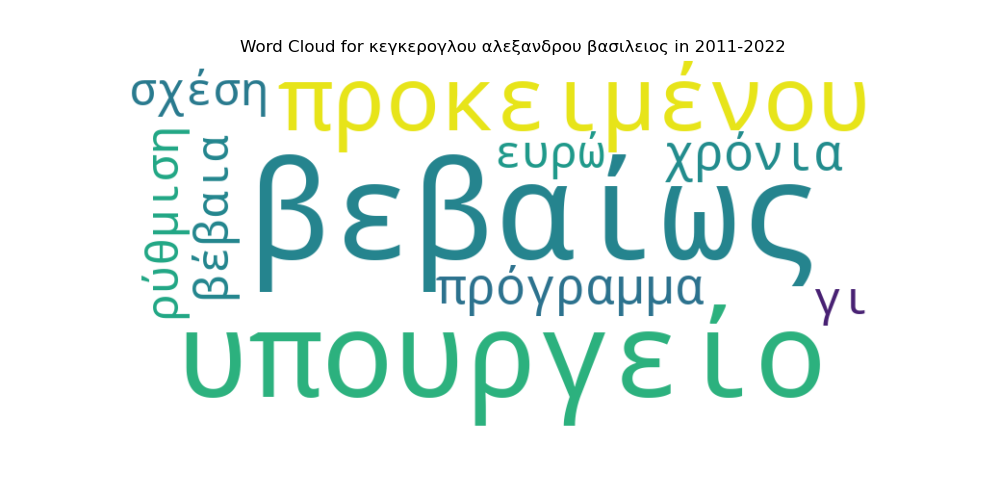 Word Cloud for κεγκερογλου αλεξανδρου βασιλειος in 2011-2022
σχέση
προκειμένου
ευρώ
χρόνια
ρύθμιση
βέβαια
βεβαίως
πρόγραμμα
γι
υπουργείο